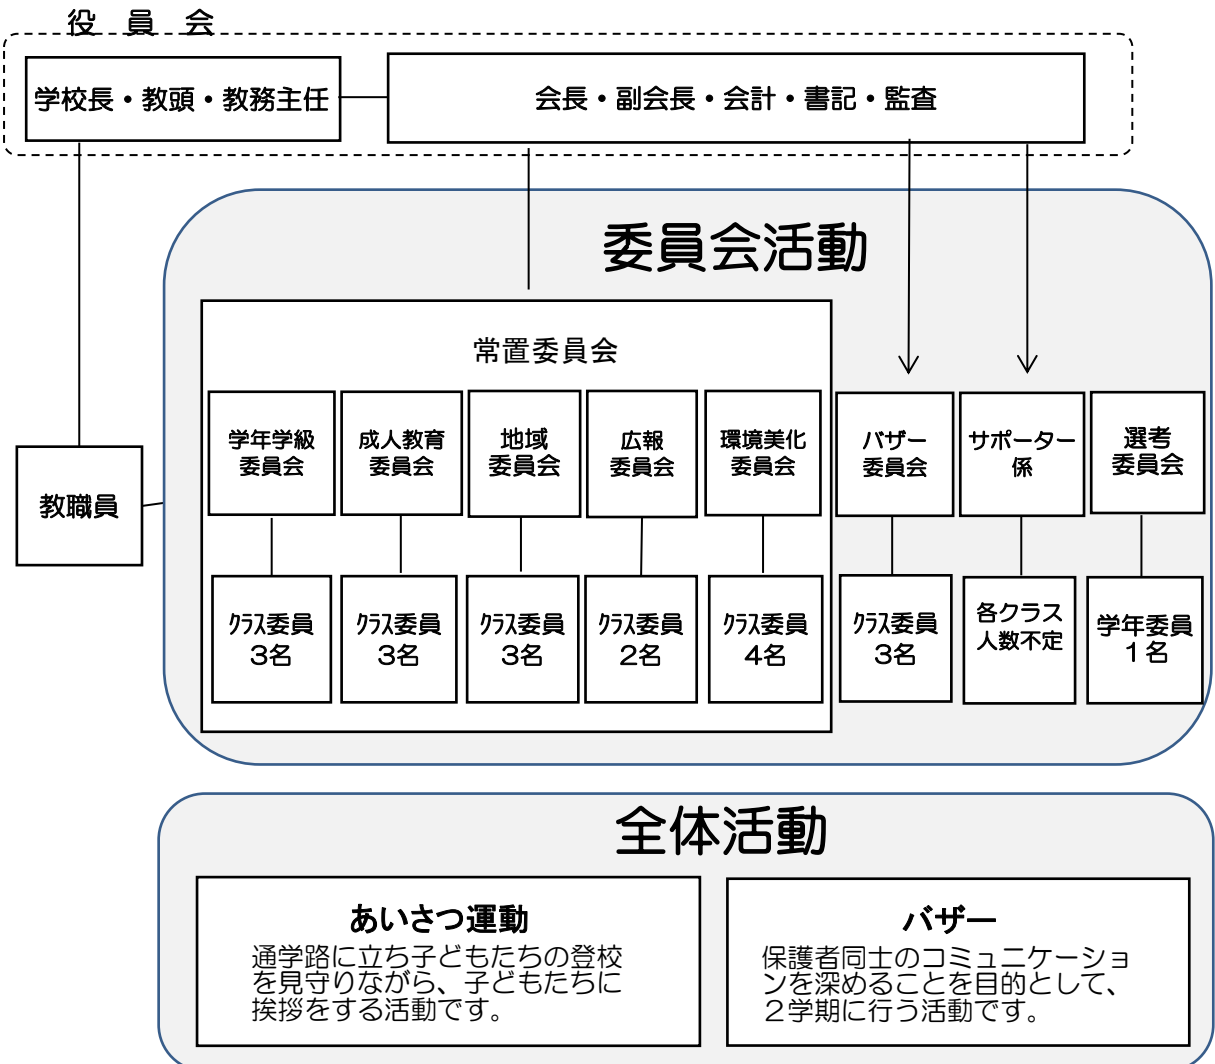 役 員 会
学校長・教頭・教務主任
会長・副会長・会計・書記・監査
委員会活動
常置委員会
学年学級
委員会
成人教育
委員会
地域
委員会
広報
委員会
環境美化
委員会
バザー
委員会
サポーター
係
選考
委員会
教職員
ｸﾗｽ委員
３名
ｸﾗｽ委員
３名
ｸﾗｽ委員
３名
ｸﾗｽ委員
２名
ｸﾗｽ委員
４名
ｸﾗｽ委員
３名
各クラス
人数不定
学年委員
１名
全体活動
あいさつ運動
通学路に立ち子どもたちの登校
を見守りながら、子どもたちに
挨拶をする活動です。
バザー
保護者同士のコミュニケーショ
ンを深めることを目的として、
２学期に行う活動です。